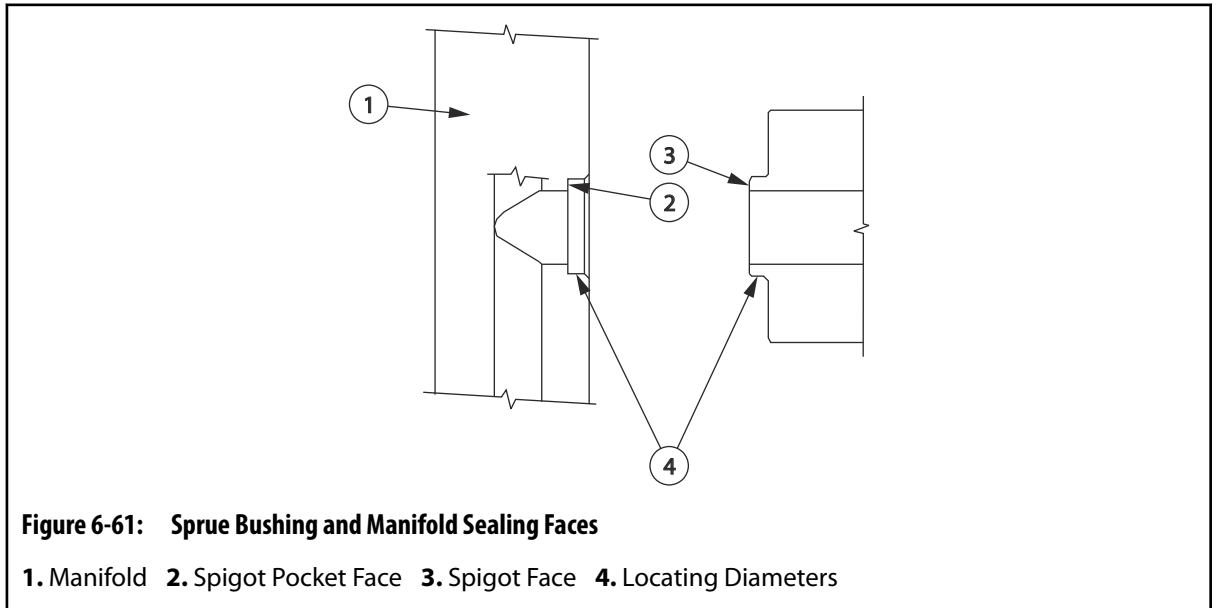 1
3
2
4
Figure 6-61: Sprue Bushing and Manifold Sealing Faces
1. Manifold 2. Spigot Pocket Face 3. Spigot Face 4. Locating Diameters